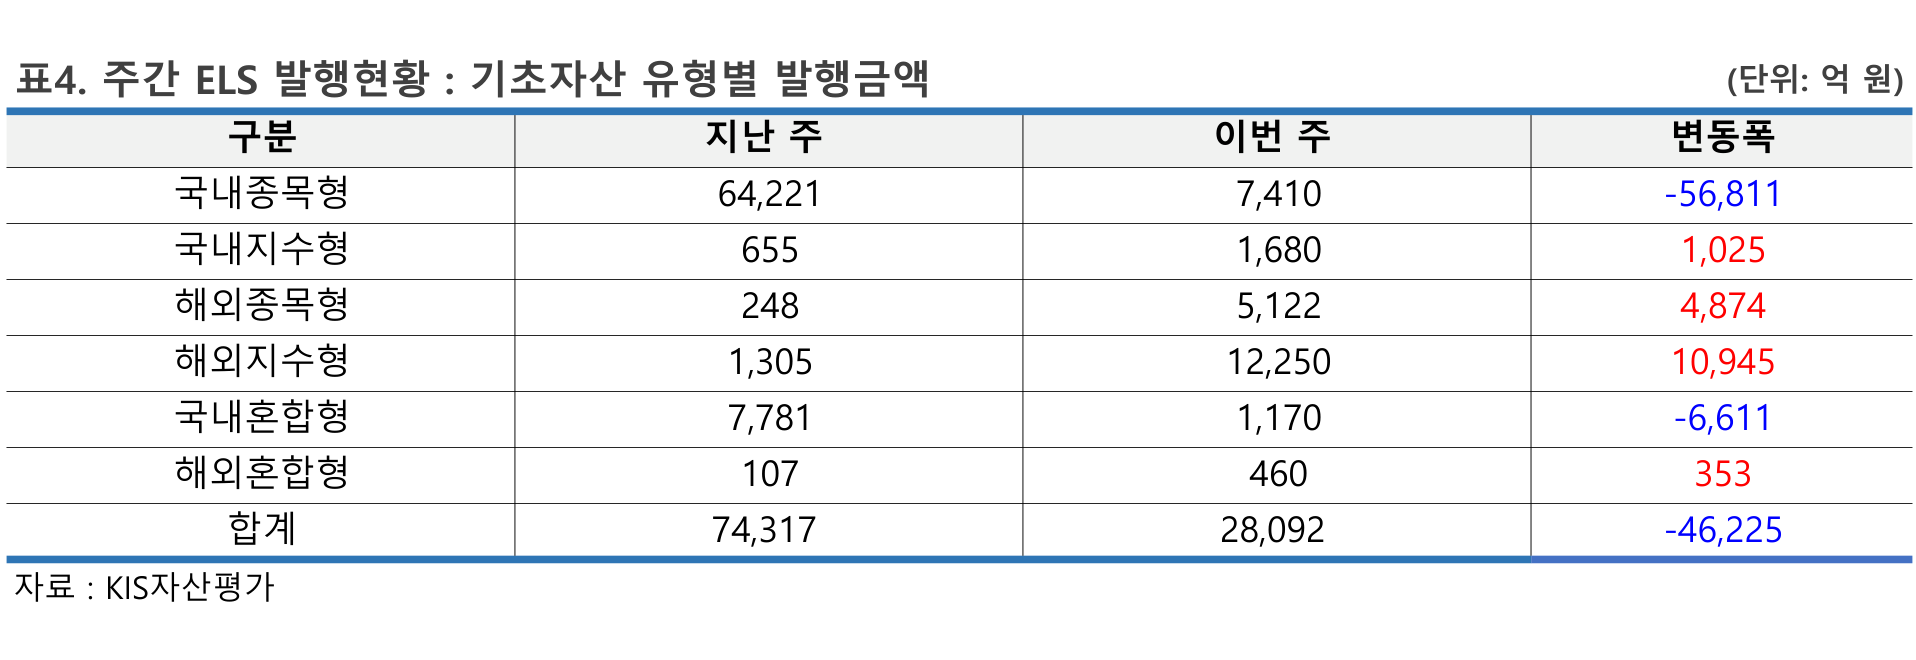 표4. 주간 ELS 발행현황 : 기초자산 유형별 발행금액 (단위: 억 원)
구분 지난 주 이번 주 변동폭
국내종목형 64,221 7,410 -56,811
국내지수형 655 1,680 1,025
해외종목형 248 5,122 4,874
해외지수형 1,305 12,250 10,945
국내혼합형 7,781 1,170 -6,611
해외혼합형 107 460 353
합계 74,317 28,092 -46,225
자료 : KIS자산평가